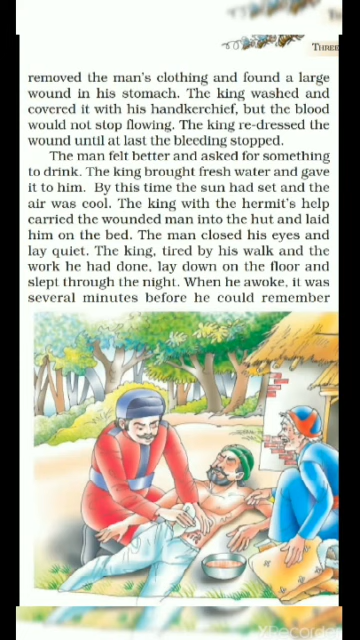 THREE
removed the man's clothing and found a large
wound in his stomach. The king washed and
covered it with his handkerchief, but the blood
would not stop flowing. The king re-dressed the
wound until at last the bleeding stopped.
The man felt better and asked for something
to drink. The king brought fresh water and gave
it to him. By this time the sun had set and the
air was cool. The king with the hermit's help
carried the wounded man into the hut and laid
him on the bed. The man closed his eyes and
lay quiet. The king, tired by his walk and the
work he had done, lay down on the floor and
slept through the night. When he awoke, it was
several minutes before he could remember
XRecorder